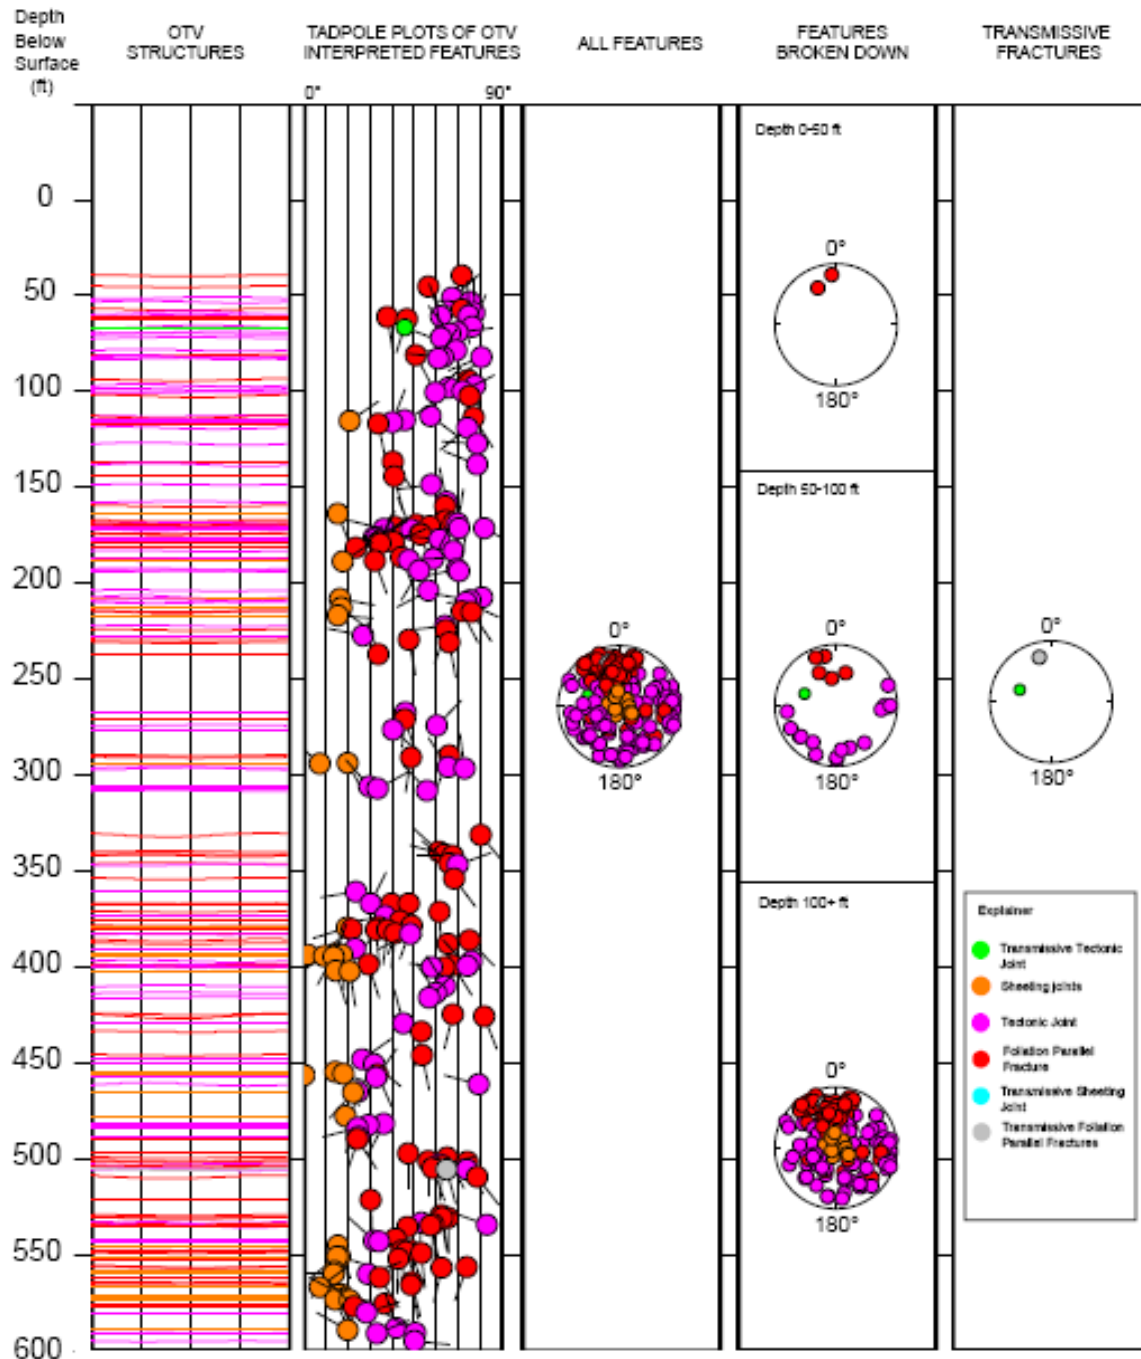 Depth
Below
Surface
(ft)
OTV
STRUCTURES
TADPOLE PLOTS OF OTV
INTERPRETED FEATURES
ALL FEATURES
FEATURES
BROKEN DOWN
TRANSMISSIVE
FRACTURES
0° 90°
0
50
100
150
200
250
300
350
400
450
500
550
600
0°
180°
Depth 0-50 ft
0°
180°
Depth 50-100 ft
0°
180°
Depth 100+ ft
0°
180°
0°
180°
Explainer
Transmissive Tectonic
Joint
Sheeting joints
Tectonic Joint
Foliation Parallel
Fracture
Transmissive Sheeting
Joint
Transmissive Foliation
Parallel Fractures